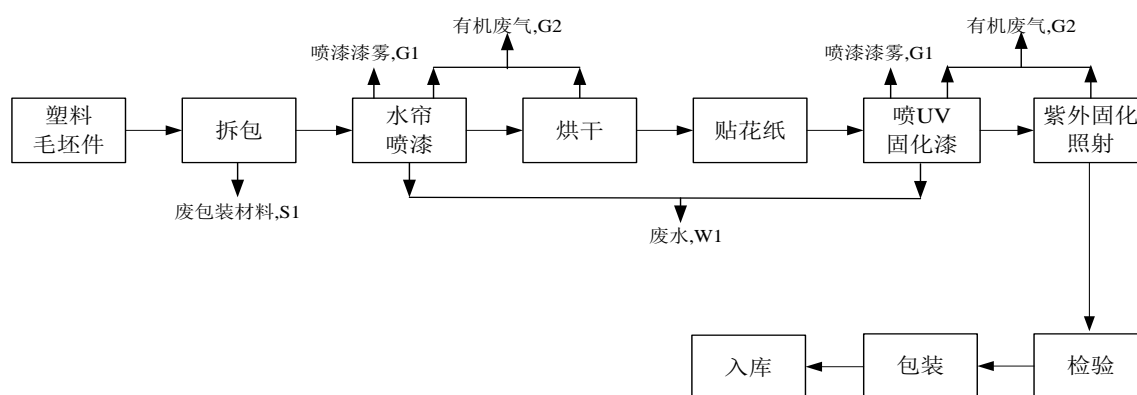 有机废气,G2
有机废气,G2
喷漆漆雾,G1
喷漆漆雾,G1
塑料
毛坯件
拆包
水帘
喷漆
烘干
贴花纸
喷UV
固化漆
紫外固化
照射
废包装材料,S1
废水,W1
入库
包装
检验